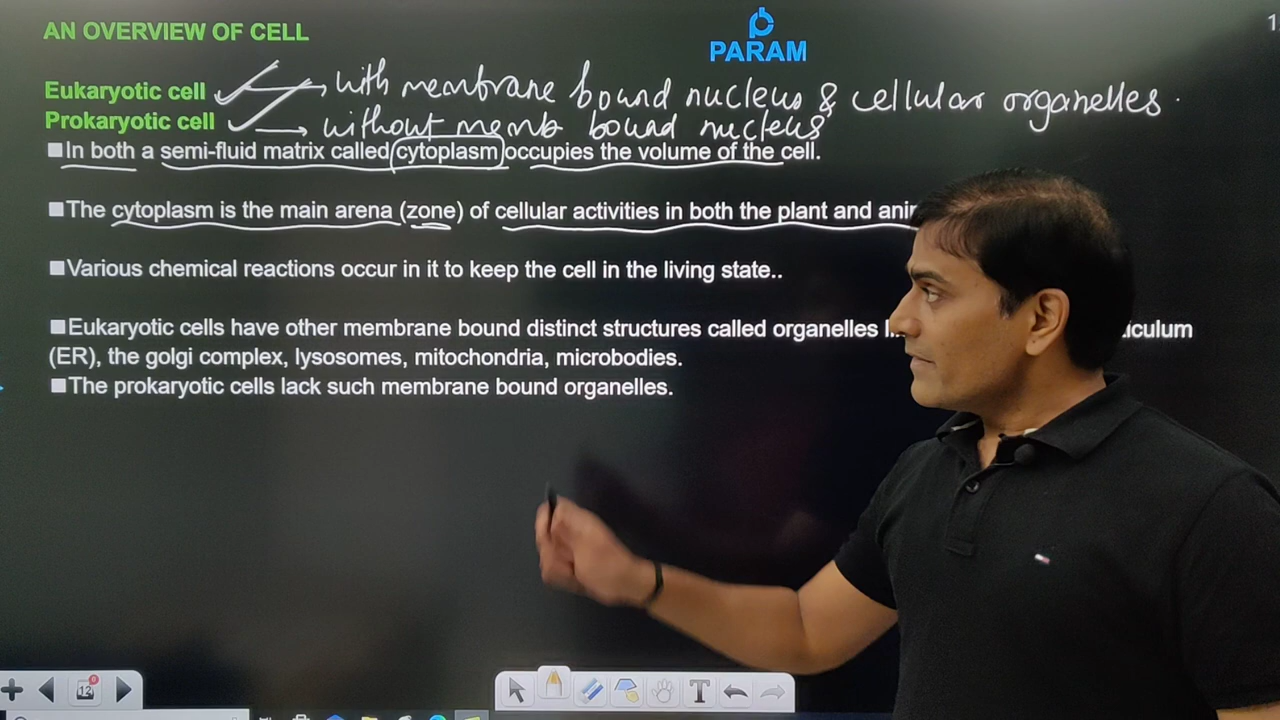 AN OVERVIEW OF CELL
PARAM
1
Eukaryotic cell → with membrane bound nucleus & cellular organelles.
Prokaryotic cell → without memb bound nucleus
■In both a semi-fluid matrix called cytoplasm occupies the volume of the cell.
■The cytoplasm is the main arena (zone) of cellular activities in both the plant and
■Various chemical reactions occur in it to keep the cell in the living state..
■Eukaryotic cells have other membrane bound distinct structures called organelles
(ER), the golgi complex, lysosomes, mitochondria, microbodies.
■The prokaryotic cells lack such membrane bound organelles.
12
T